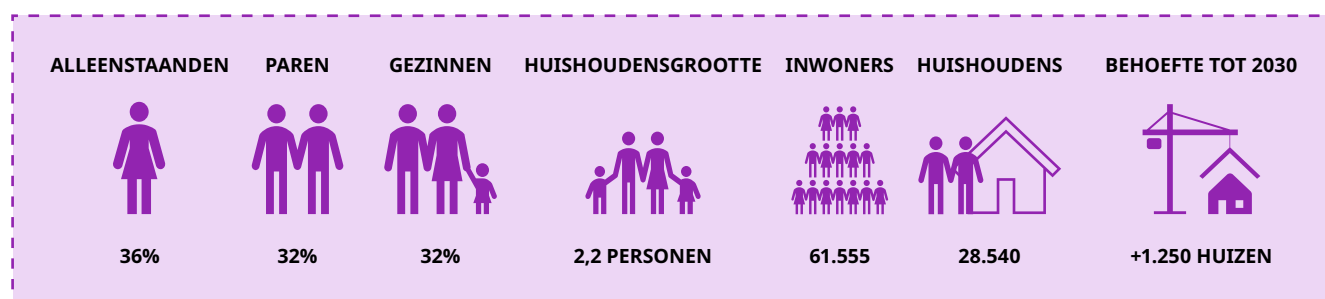 ALLEENSTAANDEN PAREN GEZINNEN HUISHOUDENSGROOTTE INWONERS HUISHOUDENS BEHOEFTE TOT 2030
36% 32% 32% 2,2 PERSONEN 61.555 28.540 +1.250 HUIZEN